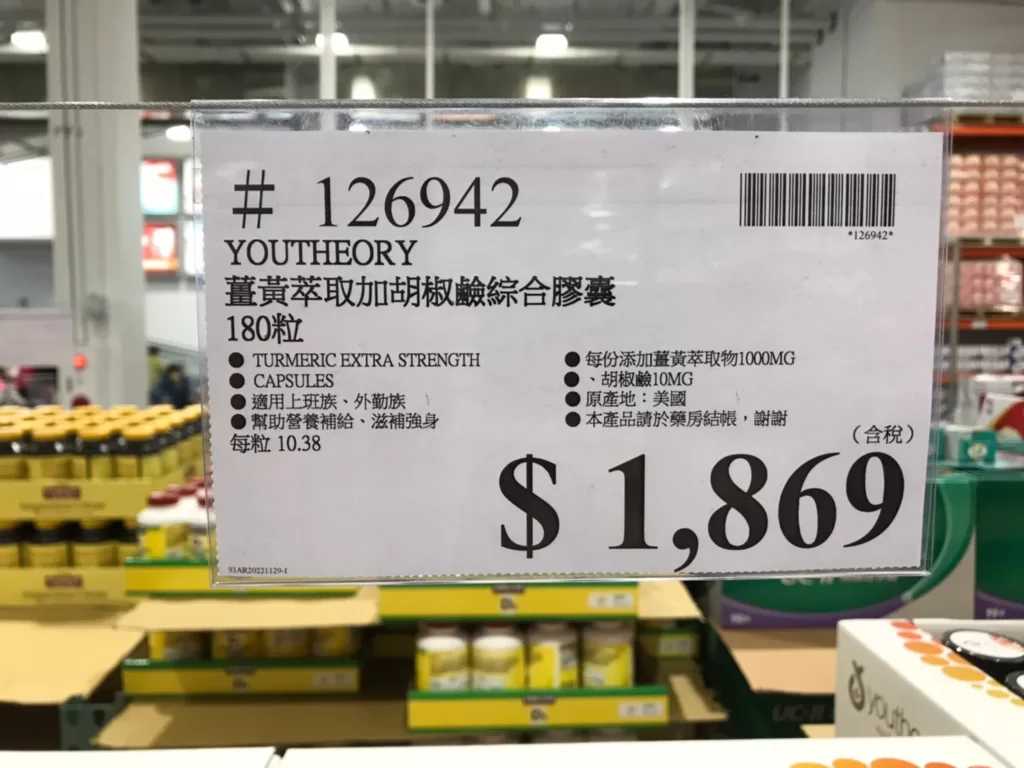 # 126942
*126942*
YOUTHEORY
薑黃萃取加胡椒鹼綜合膠囊
180粒
● TURMERIC EXTRA STRENGTH
● CAPSULES
● 適用上班族、外勤族
● 幫助營養補給、滋補強身
每粒 10.38
● 每份添加薑黃萃取物1000MG
● 、胡椒鹼10MG
● 原產地：美國
● 本產品請於藥房結帳，謝謝
（含稅）
$ 1,869
93AR20221129-I
youtheo
UC-II